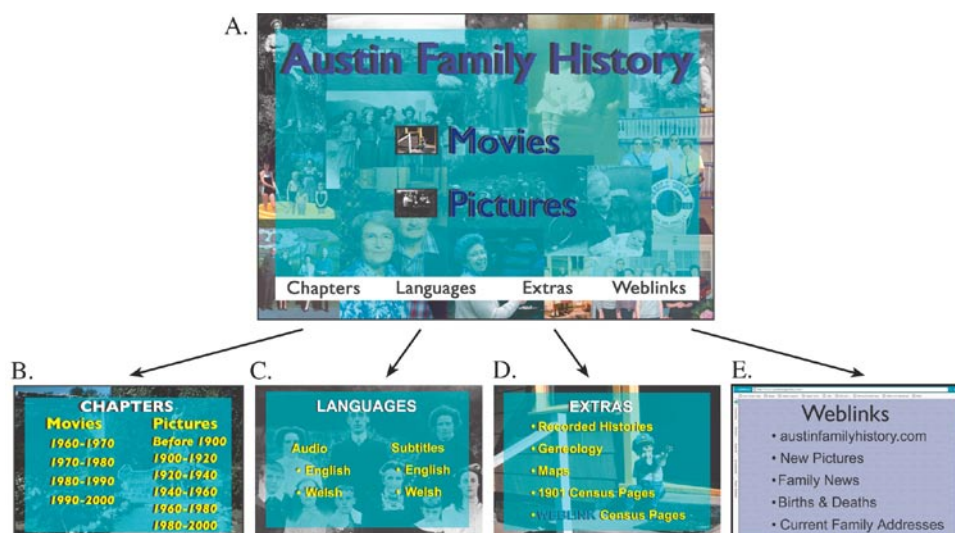 A.
Austin Family History
Movies
Pictures
Chapters Languages Extras Weblinks
B.
CHAPTERS
Movies
1960-1970
1970-1980
1980-1990
1990-2000
Pictures
Before 1900
1900-1920
1920-1940
1940-1960
1960-1980
1980-2000
C.
LANGUAGES
Audio
• English
• Welsh
Subtitles
• English
• Welsh
D.
EXTRAS
• Recorded Histories
• Geneology
• Maps
• 1901 Census Pages
• WEBLINK Census Pages
E.
Weblinks
• austinfamilyhistory.com
• New Pictures
• Family News
• Births & Deaths
• Current Family Addresses